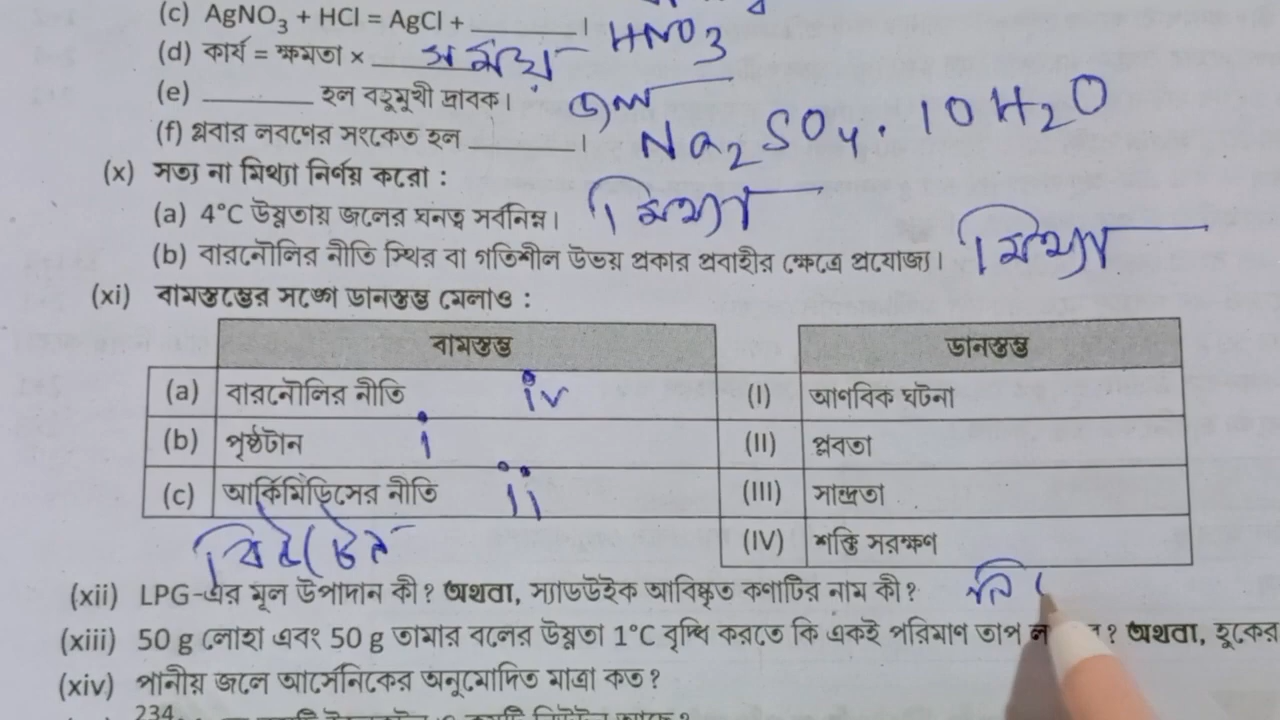 (c) AgNO₃ + HCl = AgCl + ________ । HNO₃
(d) কার্য = ক্ষমতা × সময়
(e) ________ হল বহুমুখী দ্রাবক। জল
(f) গ্লবার লবণের সংকেত হল ________। Na₂SO₄. 10H₂O
(x) সত্য না মিথ্যা নির্ণয় করো :
(a) 4°C উষ্ণতায় জলের ঘনত্ব সর্বনিম্ন। মিথ্যা
(b) বারনৌলির নীতি স্থির বা গতিশীল উভয় প্রকার প্রবাহীর ক্ষেত্রে প্রযোজ্য। মিথ্যা
(xi) বামস্তম্ভের সঙ্গে ডানস্তম্ভ মেলাও :
বামস্তম্ভ ডানস্তম্ভ
(a) বারনৌলির নীতি iv (I) আণবিক ঘটনা
(b) পৃষ্ঠটান i (II) প্লবতা
(c) আর্কিমিডিসের নীতি ii (III) সান্দ্রতা
(IV) শক্তি সরক্ষণ
বিউটেন
(xii) LPG-এর মূল উপাদান কী? অথবা, স্যাডউইক আবিষ্কৃত কণাটির নাম কী? নি
(xiii) 50 g লোহা এবং 50 g তামার বলের উষ্ণতা 1°C বৃদ্ধি করতে কি একই পরিমাণ তাপ ? অথবা, হুকের
(xiv) পানীয় জলে আর্সেনিকের অনুমোদিত মাত্রা কত?
234